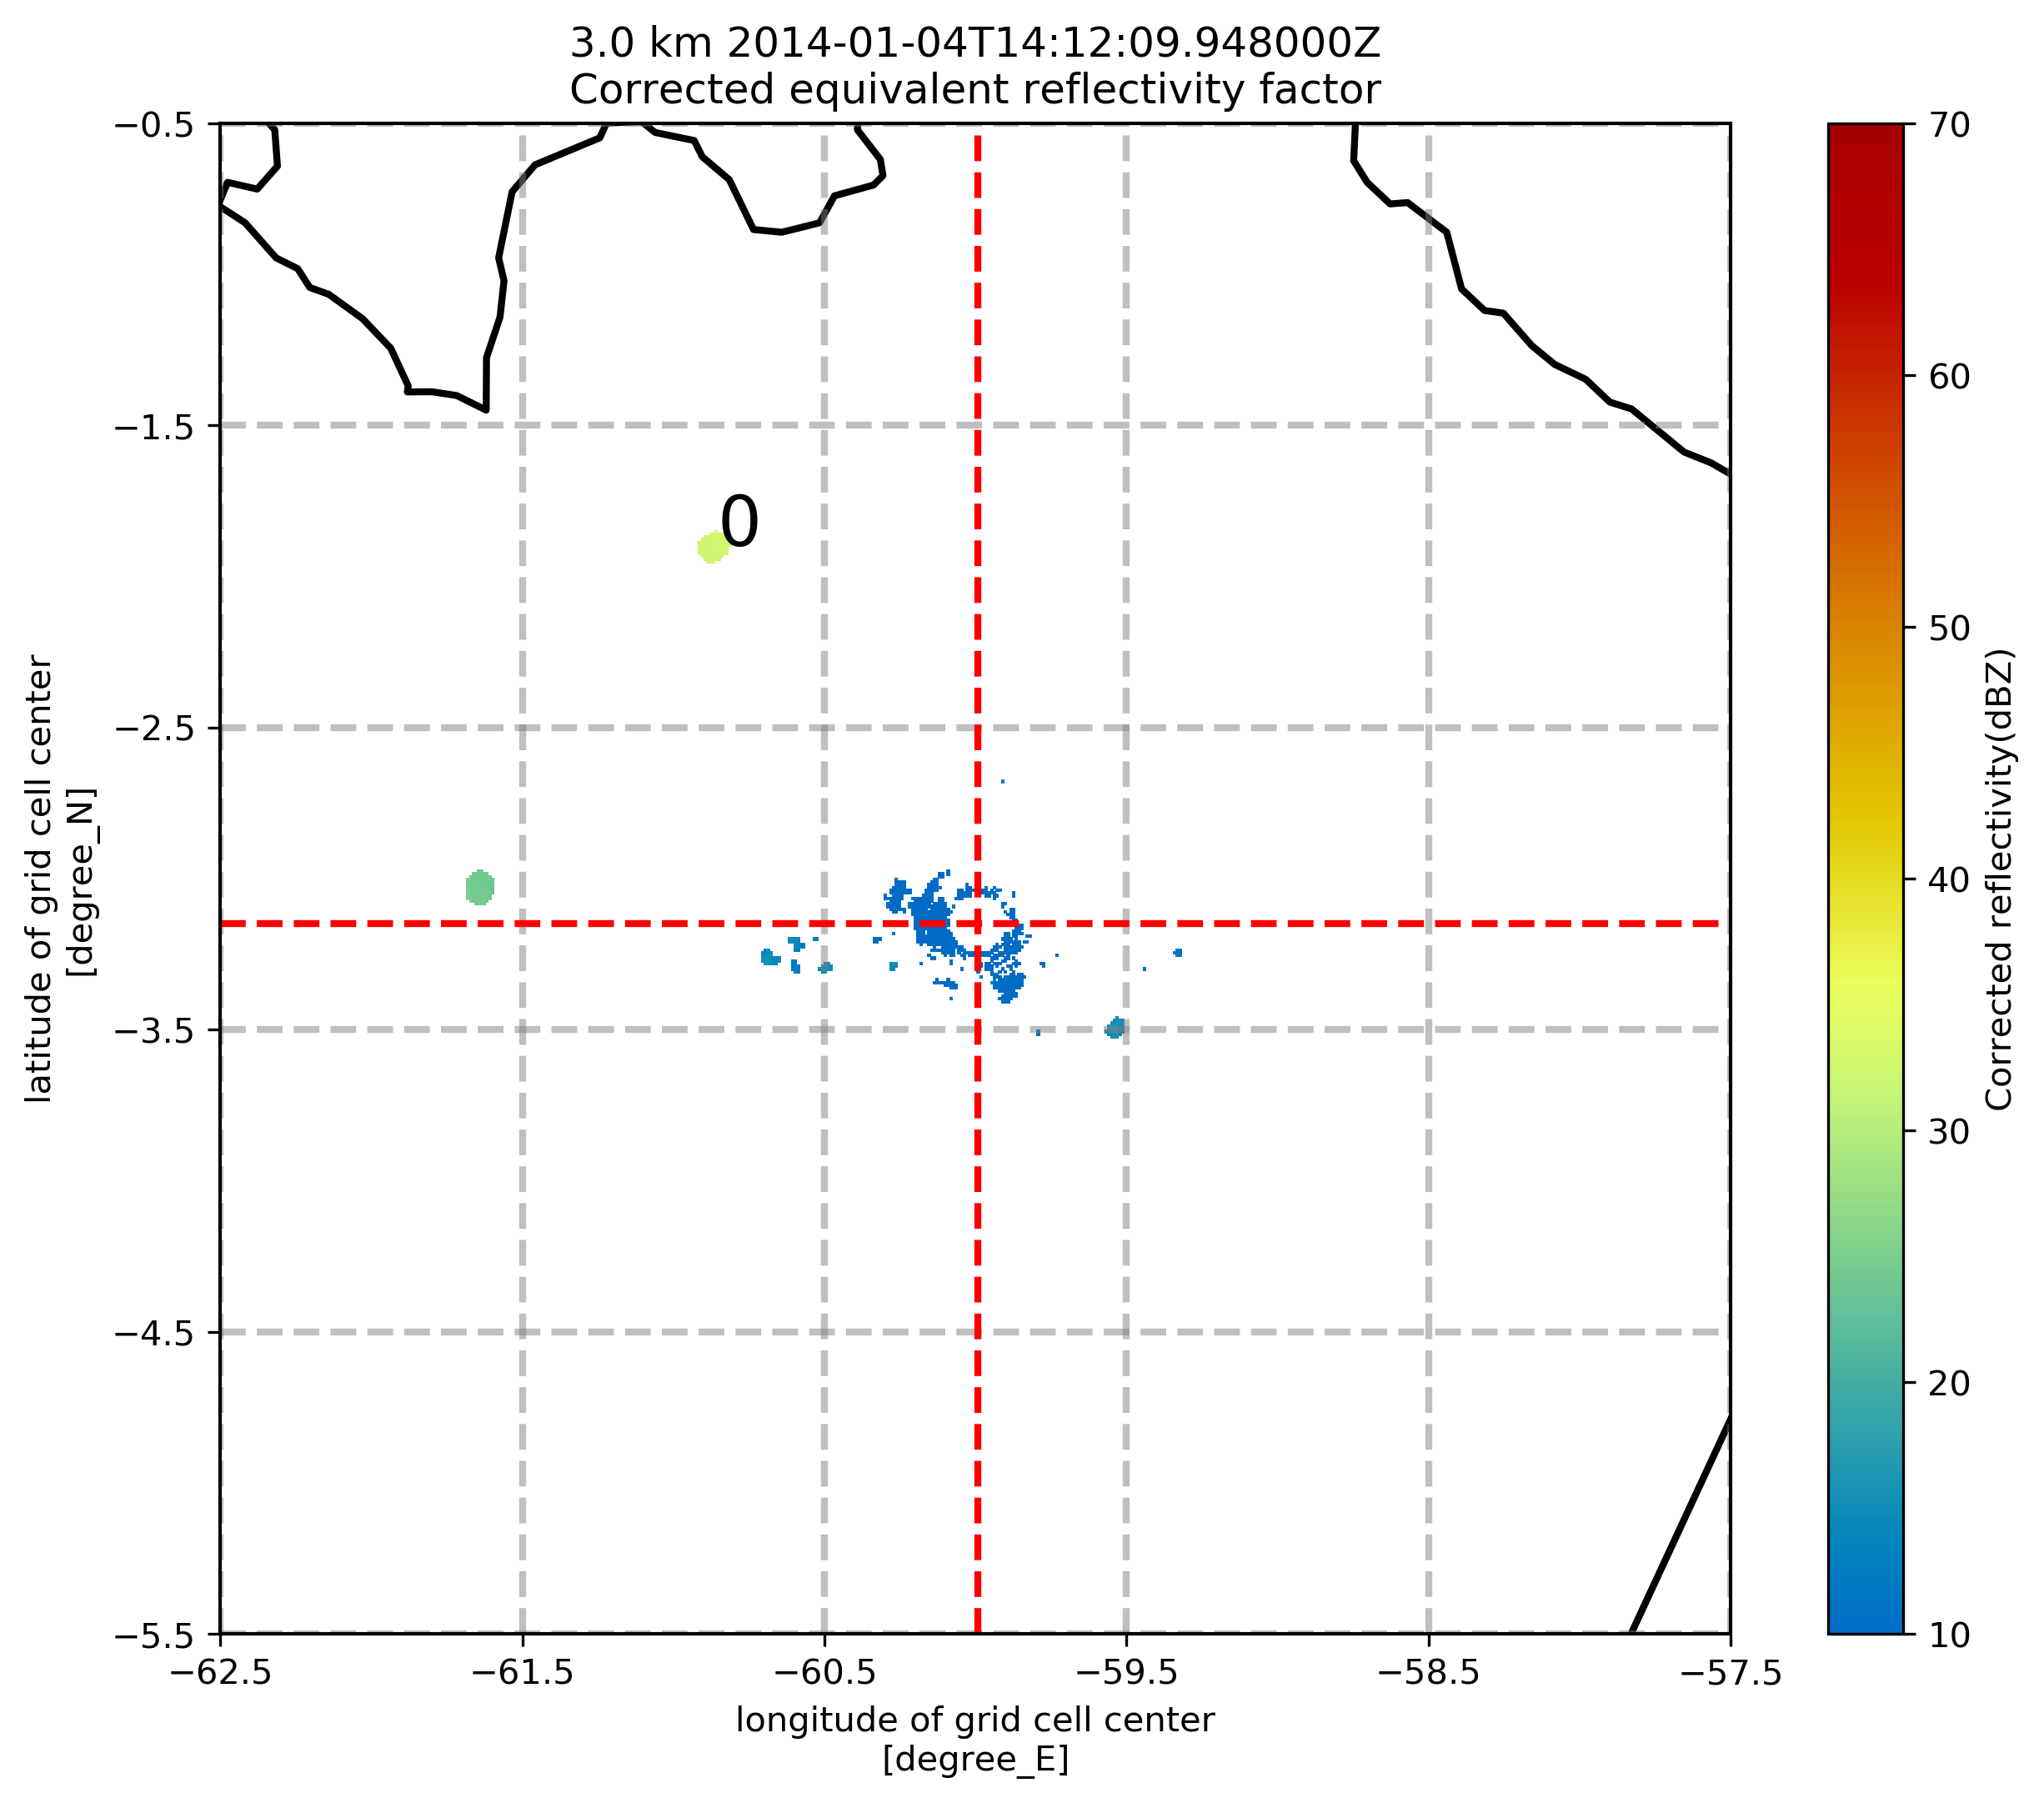 3.0 km 2014-01-04T14:12:09.948000Z
Corrected equivalent reflectivity factor
−0.5
−1.5
−2.5
−3.5
−4.5
−5.5
latitude of grid cell center
[degree_N]
0
−62.5
−61.5
−60.5
−59.5
−58.5
−57.5
longitude of grid cell center
[degree_E]
70
60
50
40
30
20
10
Corrected reflectivity(dBZ)